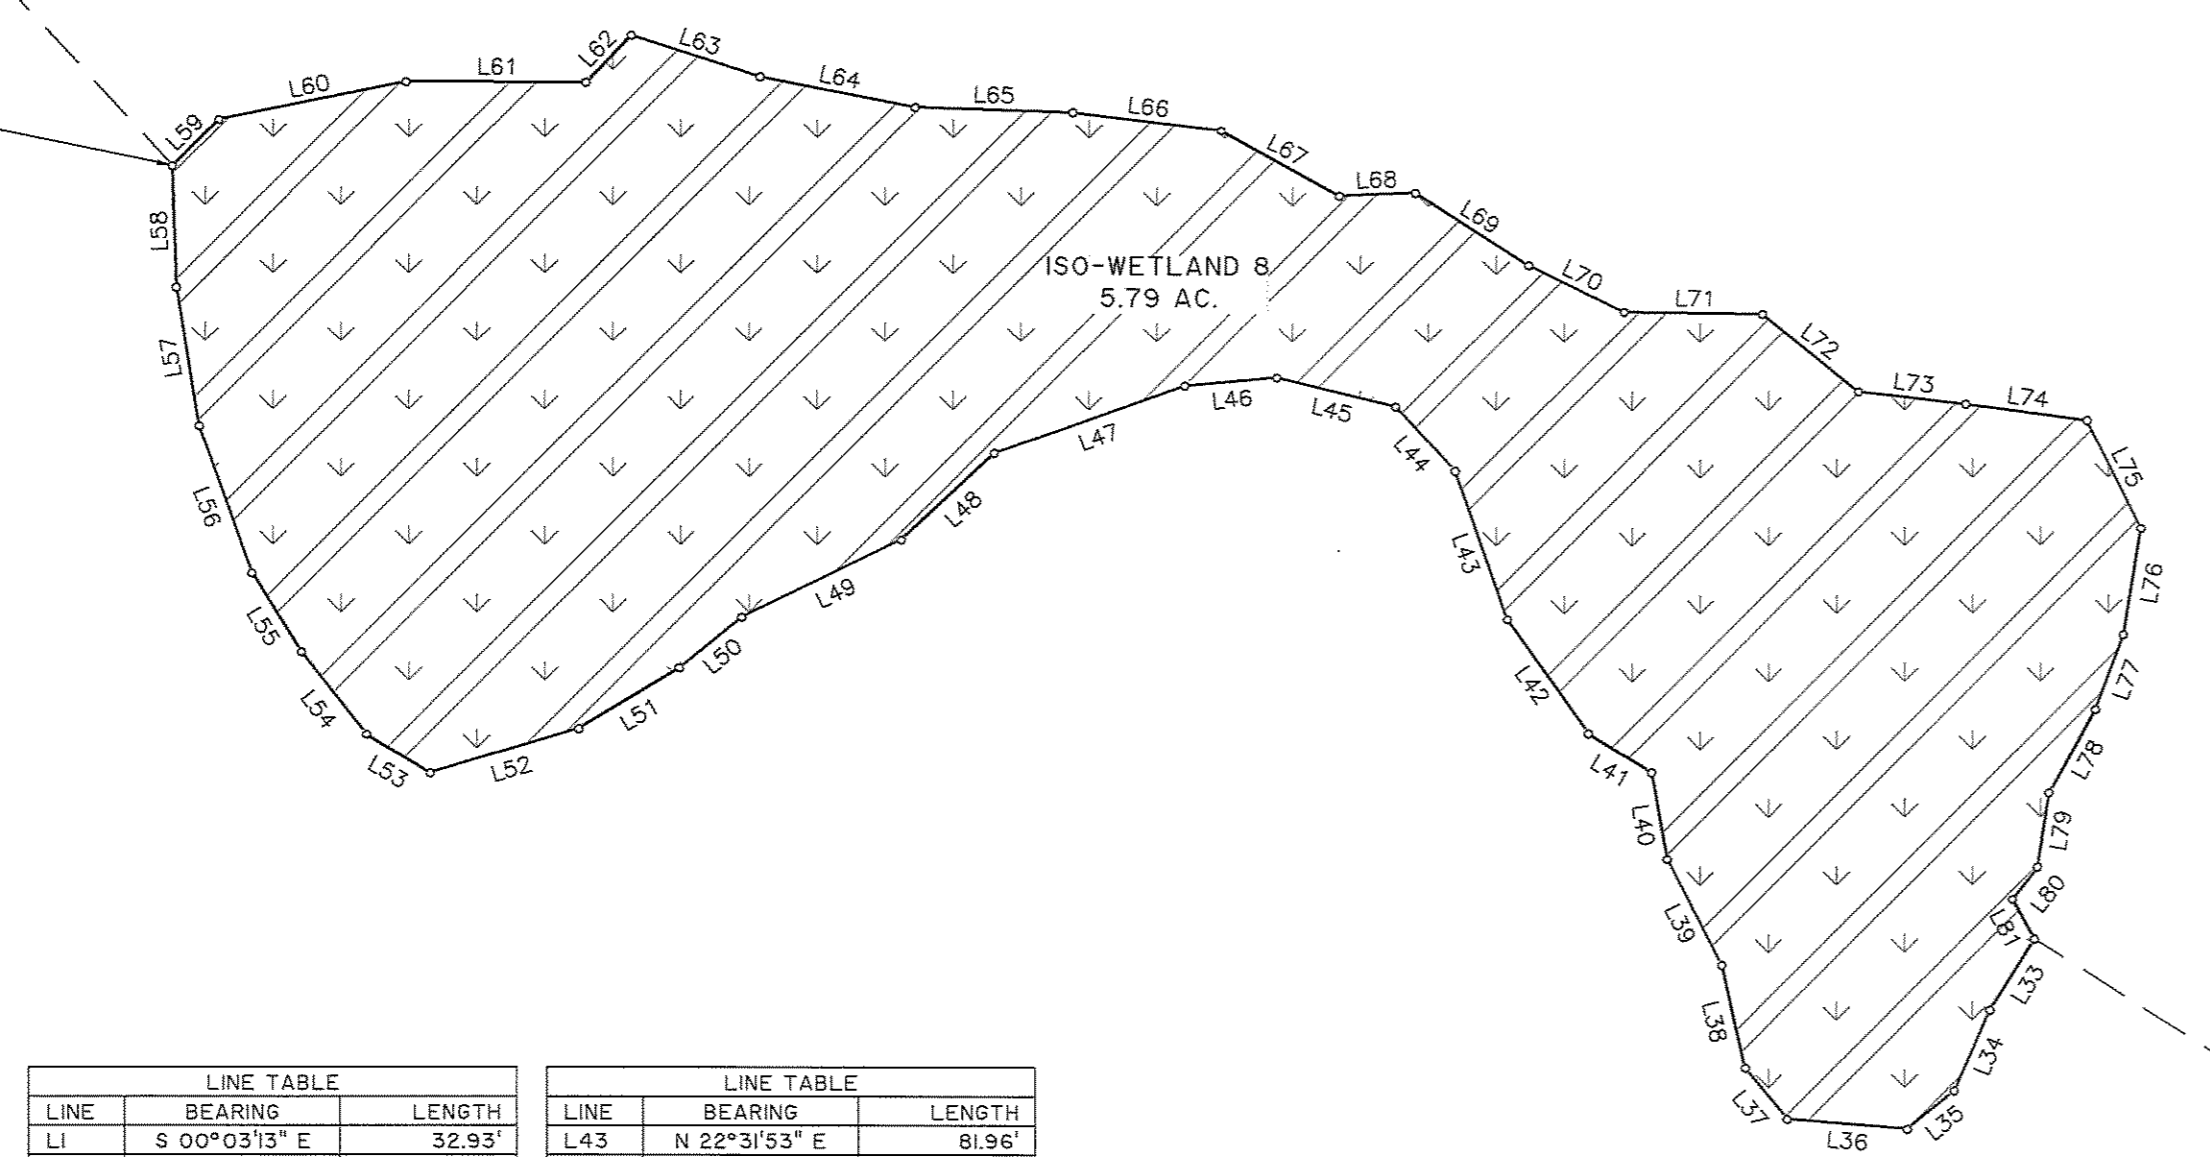 L62
L63
L61
L60
L64
L65
L66
L59
L67
L68
L69
L58
ISO-WETLAND 8
5.79 AC.
L70
L71
L57
L72
L73
L74
L46
L45
L47
L44
L75
L56
L48
L43
L76
L49
L55
L50
L77
L54
L51
L42
L53
L52
L41
L78
L40
L79
L80
L39
L81
L33
L38
L34
L37
L36
L35
LINE TABLE
LINE BEARING LENGTH
L1 S 00°03'13" E 32.93'
LINE TABLE
LINE BEARING LENGTH
L43 N 22°31'53" E 81.96'